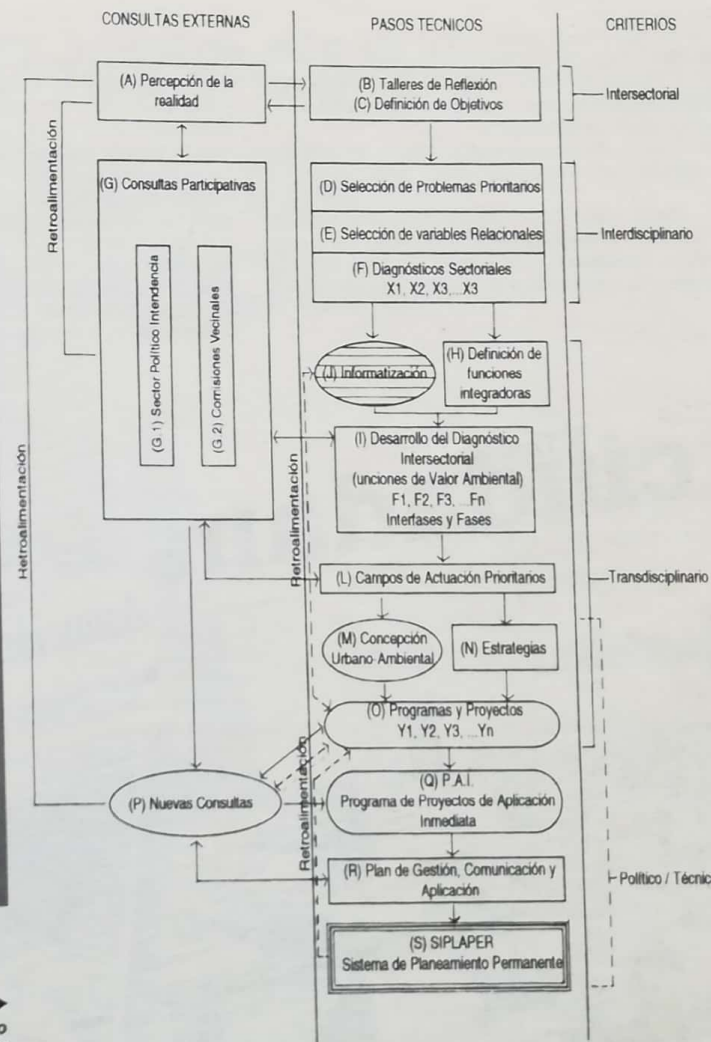 CONSULTAS EXTERNAS
PASOS TECNICOS
CRITERIOS
(A) Percepción de la
realidad
(B) Talleres de Reflexión
(C) Definición de Objetivos
Intersectorial
Retroalimentación
Retroalimentación
(G) Consultas Participativas
(G.1) Sector Político Intendencia
(G.2) Comisiones Vecinales
(D) Selección de Problemas Prioritarios
(E) Selección de variables Relacionales
(F) Diagnósticos Sectoriales
X1, X2, X3,...X3
Interdisciplinario
(J) Informatización
(H) Definición de
funciones
integradoras
Retroalimentación
(I) Desarrollo del Diagnóstico
Intersectorial
(unciones de Valor Ambiental)
F1, F2, F3, ...Fn
Interfases y Fases
(L) Campos de Actuación Prioritarios
Transdisciplinario
(M) Concepción
Urbano-Ambiental
(N) Estrategias
(O) Programas y Proyectos
Y1, Y2, Y3, ...Yn
Retroalimentación
(P) Nuevas Consultas
(Q) P.A.I.
Programa de Proyectos de Aplicación
Inmediata
(R) Plan de Gestión, Comunicación y
Aplicación
Político / Técnic
(S) SIPLAPER
Sistema de Planeamiento Permanente